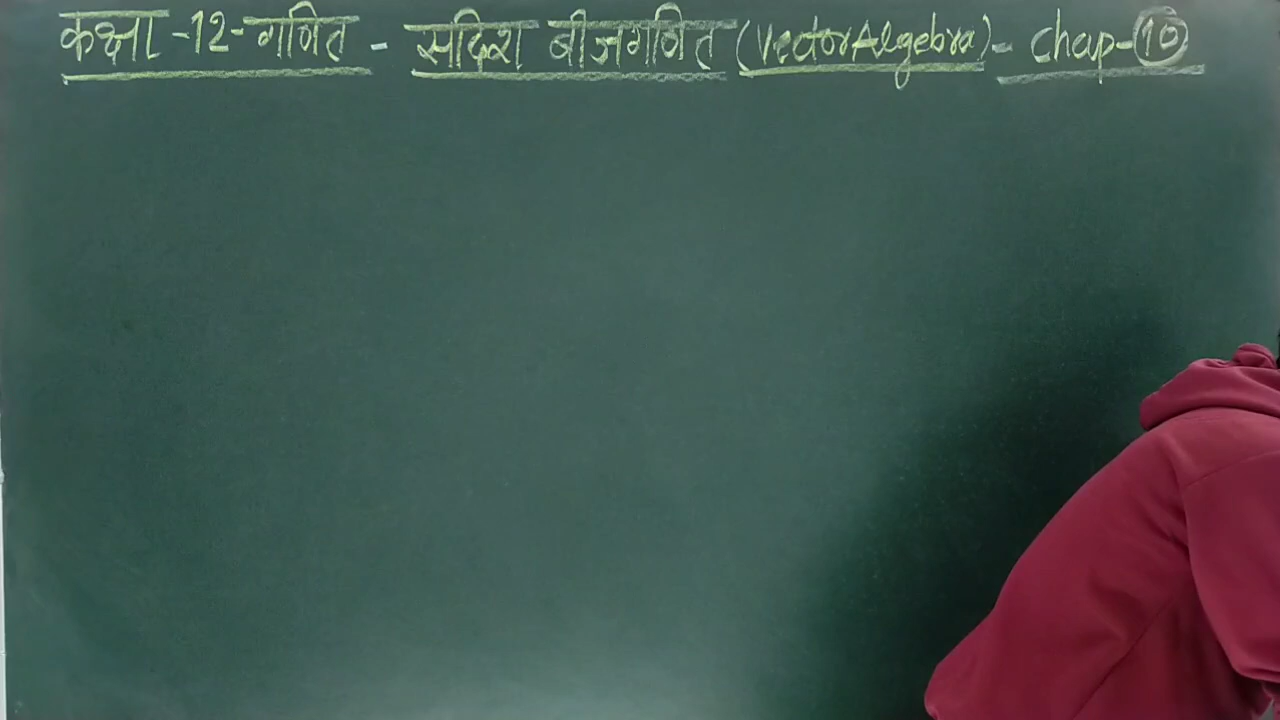 कक्षा -12- गणित - सदिश बीजगणित (Vector Algebra) - chap-10